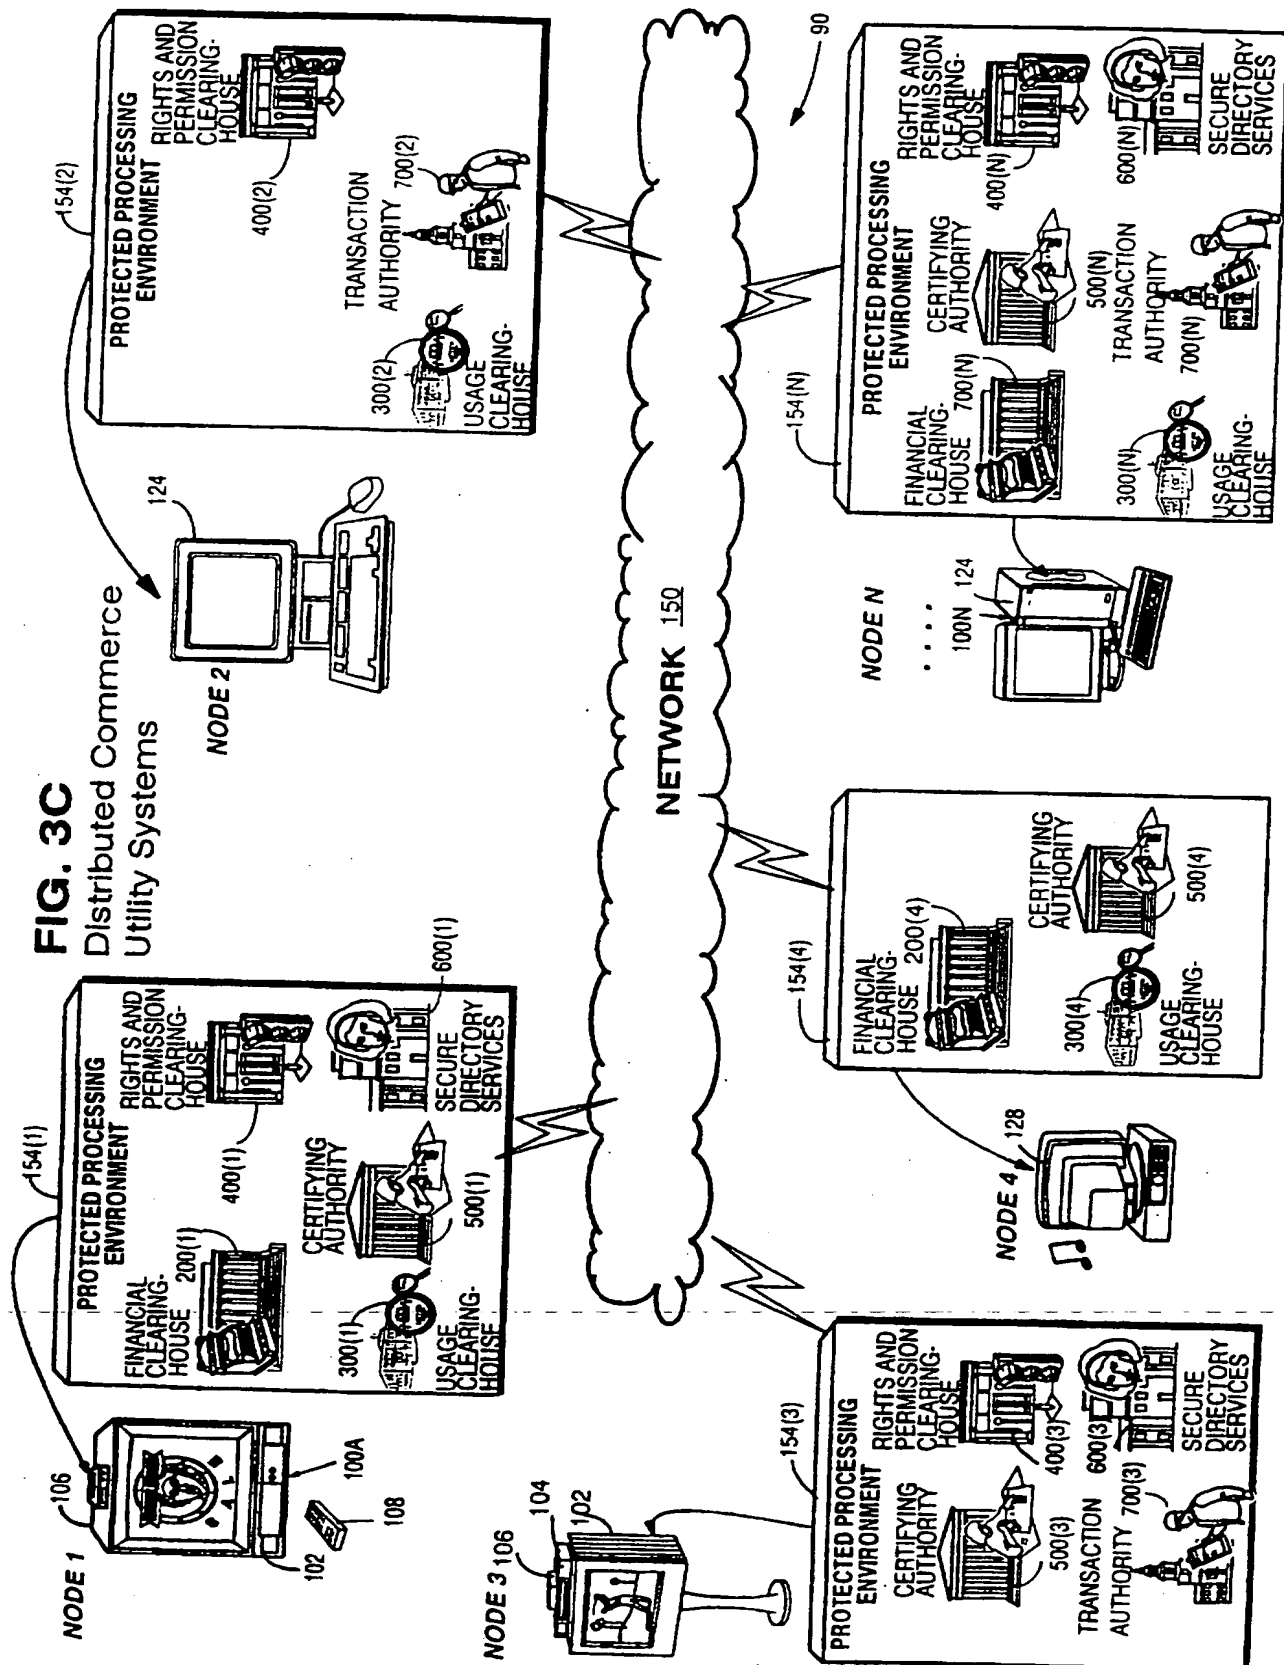 FIG. 3C
Distributed Commerce
Utility Systems
NODE 1
106
102
100A
108
154(1)
PROTECTED PROCESSING
ENVIRONMENT
FINANCIAL
CLEARING-
HOUSE
200(1)
RIGHTS AND
PERMISSION
CLEARING-
HOUSE
400(1)
300(1)
USAGE
CLEARING-
HOUSE
CERTIFYING
AUTHORITY
500(1)
SECURE
DIRECTORY
SERVICES
600(1)
NODE 2
124
154(2)
PROTECTED PROCESSING
ENVIRONMENT
RIGHTS AND
PERMISSION
CLEARING-
HOUSE
400(2)
300(2)
USAGE
CLEARING-
HOUSE
TRANSACTION
AUTHORITY
700(2)
NETWORK 150
90
NODE 3
104
106
102
154(3)
PROTECTED PROCESSING
ENVIRONMENT
CERTIFYING
AUTHORITY
500(3)
RIGHTS AND
PERMISSION
CLEARING-
HOUSE
400(3)
TRANSACTION
AUTHORITY
700(3)
600(3)
SECURE
DIRECTORY
SERVICES
NODE 4
128
154(4)
FINANCIAL
CLEARING-
HOUSE
200(4)
300(4)
USAGE
CLEARING-
HOUSE
CERTIFYING
AUTHORITY
500(4)
NODE N
. . . .
100N
124
154(N)
PROTECTED PROCESSING
ENVIRONMENT
FINANCIAL
CLEARING-
HOUSE
700(N)
CERTIFYING
AUTHORITY
500(N)
RIGHTS AND
PERMISSION
CLEARING-
HOUSE
400(N)
300(N)
USAGE
CLEARING-
HOUSE
TRANSACTION
AUTHORITY
700(N)
600(N)
SECURE
DIRECTORY
SERVICES